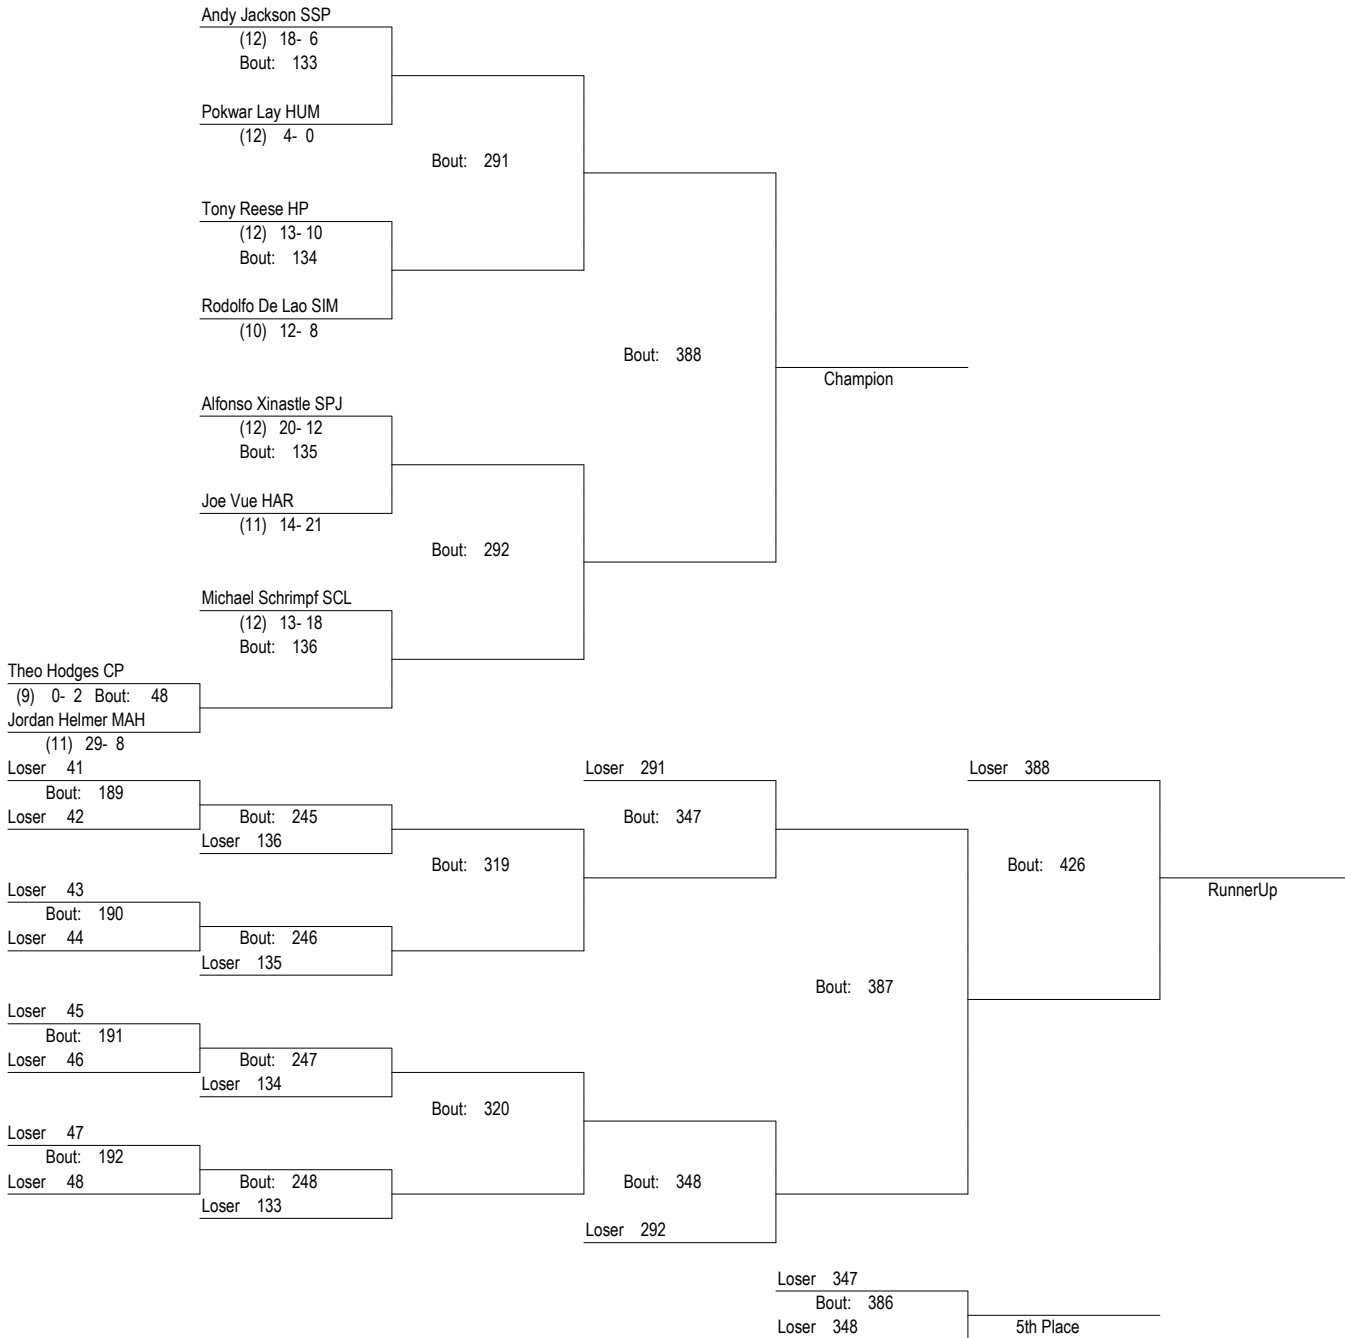 Andy Jackson SSP
(12) 18- 6
Bout: 133
Pokwar Lay HUM
(12) 4- 0
Bout: 291
Tony Reese HP
(12) 13- 10
Bout: 134
Rodolfo De Lao SIM
(10) 12- 8
Bout: 388
Champion
Alfonso Xinastle SPJ
(12) 20- 12
Bout: 135
Joe Vue HAR
(11) 14- 21
Bout: 292
Michael Schrimpf SCL
(12) 13- 18
Bout: 136
Theo Hodges CP
(9) 0- 2 Bout: 48
Jordan Helmer MAH
(11) 29- 8
Loser 41
Bout: 189
Loser 42
Bout: 245
Loser 136
Bout: 319
Loser 291
Bout: 347
Loser 388
Bout: 426
RunnerUp
Loser 43
Bout: 190
Loser 44
Bout: 246
Loser 135
Bout: 387
Loser 45
Bout: 191
Loser 46
Bout: 247
Loser 134
Bout: 320
Loser 47
Bout: 192
Loser 48
Bout: 248
Loser 133
Bout: 348
Loser 292
Loser 347
Bout: 386
Loser 348
5th Place